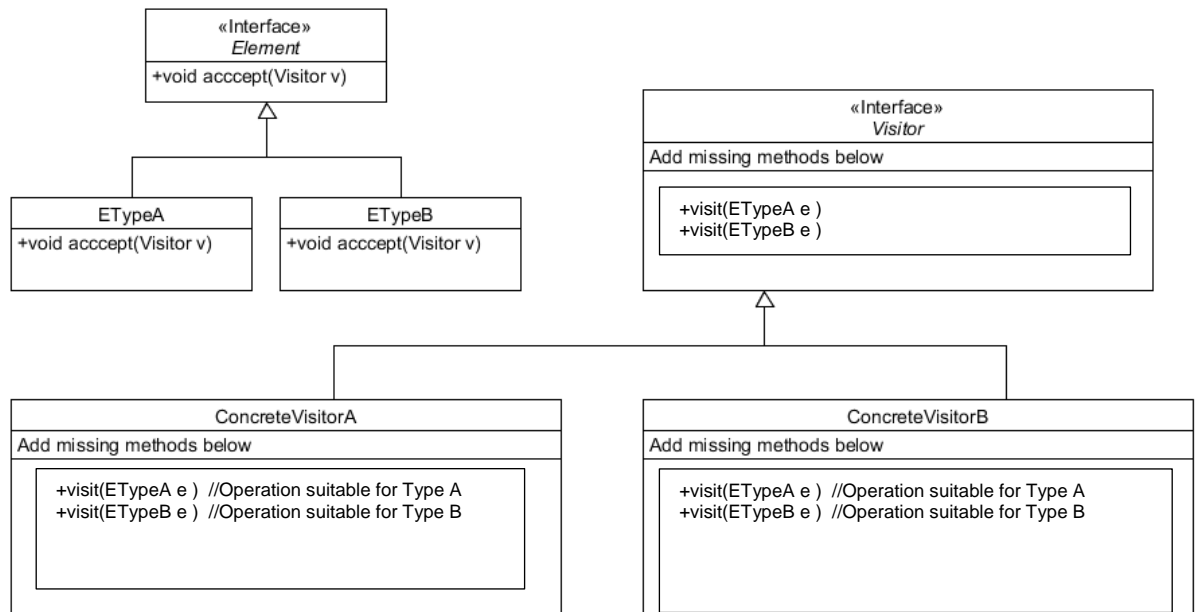 «Interface»
Element
+void acccept(Visitor v)
«Interface»
Visitor
Add missing methods below
+visit(ETypeA e )
+visit(ETypeB e )
ETypeA
+void acccept(Visitor v)
ETypeB
+void acccept(Visitor v)
ConcreteVisitorA
Add missing methods below
+visit(ETypeA e ) //Operation suitable for Type A
+visit(ETypeB e ) //Operation suitable for Type B
ConcreteVisitorB
Add missing methods below
+visit(ETypeA e ) //Operation suitable for Type A
+visit(ETypeB e ) //Operation suitable for Type B